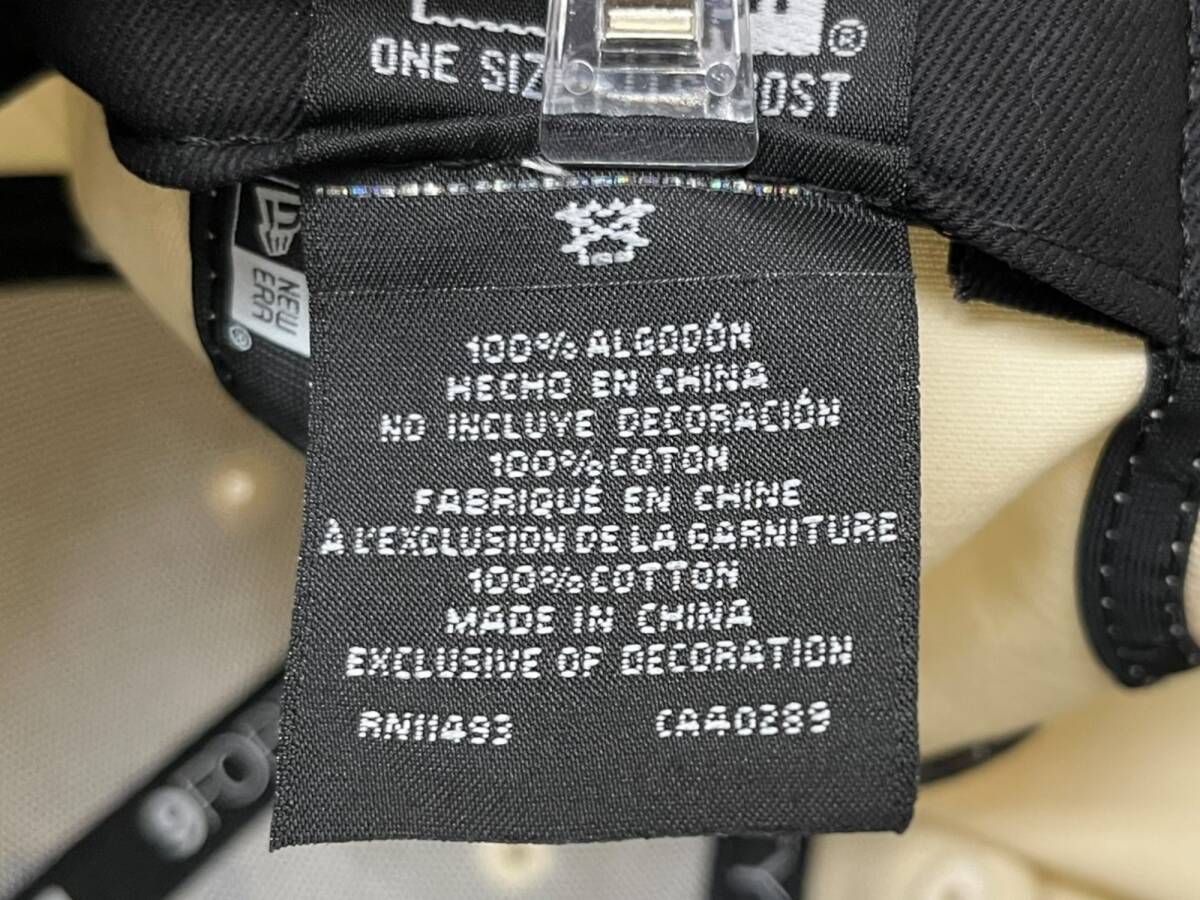 ®
ONE SIZ OST
NEW
ERA
®
100% ALGODÓN
HECHO EN CHINA
NO INCLUYE DECORACIÓN
100% COTON
FABRIQUÉ EN CHINE
À L'EXCLUSION DE LA GARNITURE
100% COTTON
MADE IN CHINA
EXCLUSIVE OF DECORATION
RN11493 CA40289
9FO